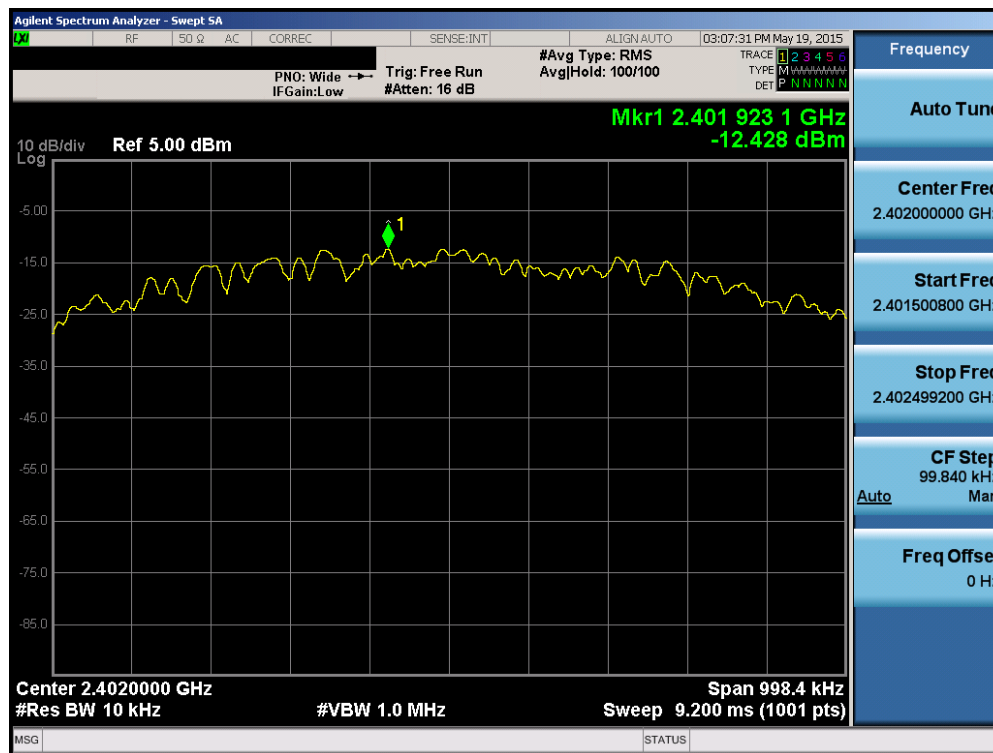 Agilent Spectrum Analyzer - Swept SA
LXI RF 50 Ω AC CORREC SENSE:INT ALIGN AUTO 03:07:31 PM May 19, 2015
PNO: Wide Trig: Free Run #Avg Type: RMS TRACE 1 2 3 4 5 6
IFGain:Low #Atten: 16 dB Avg|Hold: 100/100 TYPE M WWWWW
DET P N N N N N
Mkr1 2.401 923 1 GHz
-12.428 dBm
10 dB/div Ref 5.00 dBm
Log
1
-5.00
-15.0
-25.0
-35.0
-45.0
-55.0
-65.0
-75.0
-85.0
Center 2.4020000 GHz Span 998.4 kHz
#Res BW 10 kHz #VBW 1.0 MHz Sweep 9.200 ms (1001 pts)
MSG STATUS
Frequency
Auto Tune
Center Freq
2.402000000 GHz
Start Freq
2.401500800 GHz
Stop Freq
2.402499200 GHz
CF Step
99.840 kHz
Auto Man
Freq Offse
0 H